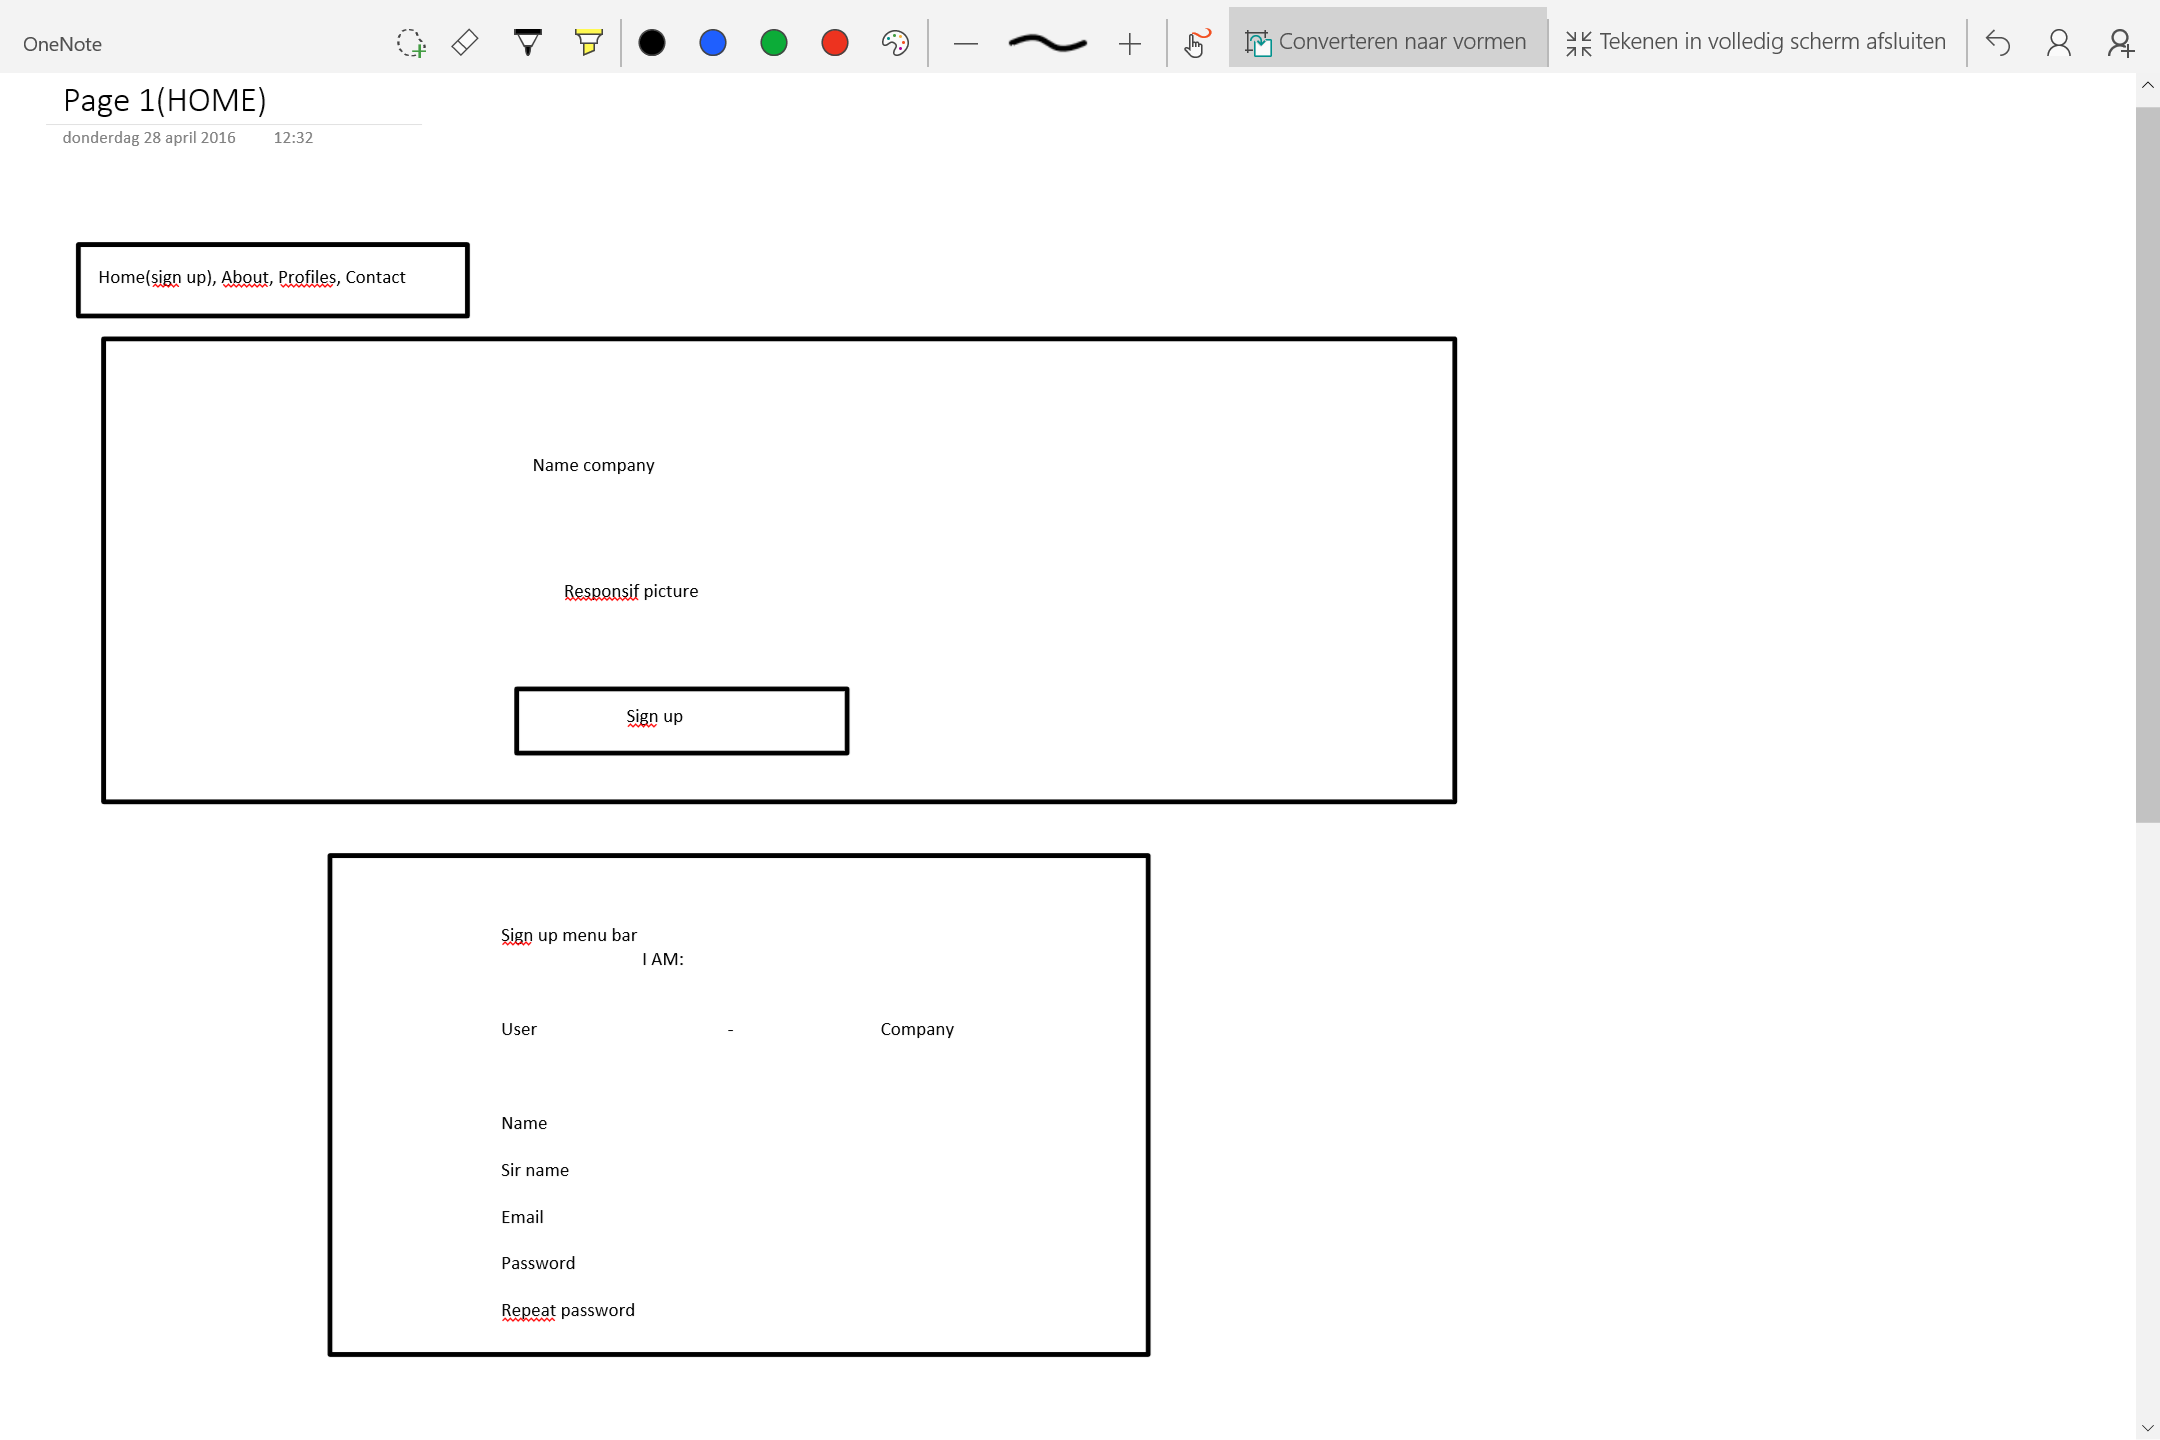 OneNote
Converteren naar vormen
Tekenen in volledig scherm afsluiten
Page 1(HOME)
donderdag 28 april 2016 12:32
Home(sign up), About, Profiles, Contact
Name company
Responsif picture
Sign up
Sign up menu bar
I AM:
User - Company
Name
Sir name
Email
Password
Repeat password